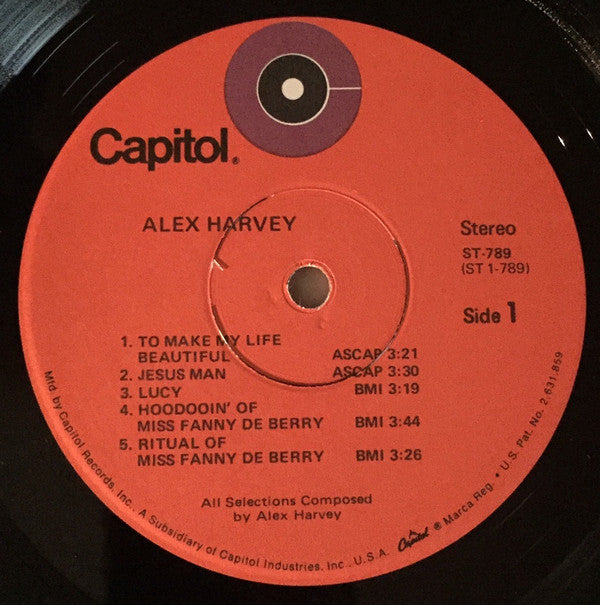 Capitol®
ALEX HARVEY
Stereo
ST-789
(ST 1-789)
Side 1
1. TO MAKE MY LIFE
BEAUTIFUL ASCAP 3:21
2. JESUS MAN ASCAP 3:30
3. LUCY BMI 3:19
4. HOODOOIN' OF
MISS FANNY DE BERRY BMI 3:44
5. RITUAL OF
MISS FANNY DE BERRY BMI 3:26
All Selections Composed
by Alex Harvey
Mfd. by Capitol Records, Inc., A Subsidiary of Capitol Industries, Inc., U.S.A. Capitol ® Marca Reg. • U.S. Pat. No. 2,631,859